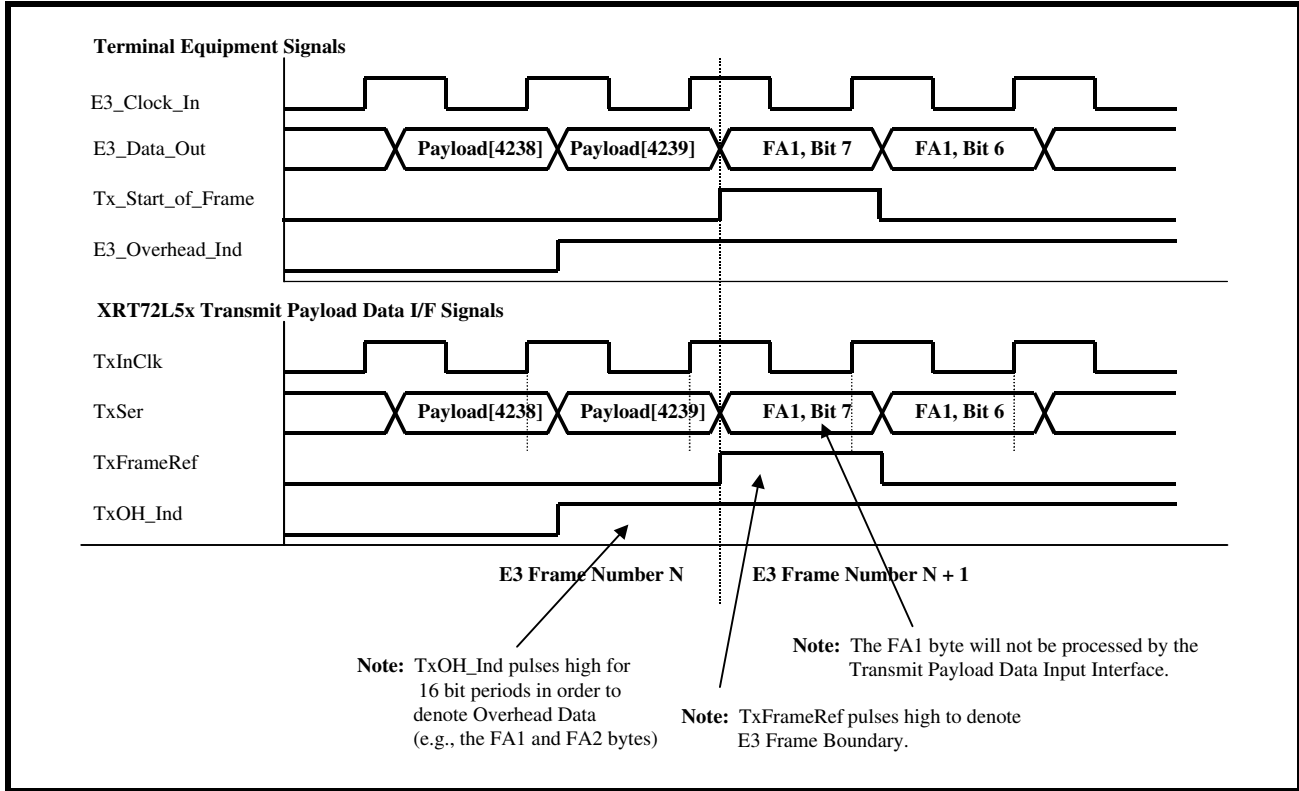 Terminal Equipment Signals
E3_Clock_In
E3_Data_Out
Payload[4238] Payload[4239] FA1, Bit 7 FA1, Bit 6
Tx_Start_of_Frame
E3_Overhead_Ind
XRT72L5x Transmit Payload Data I/F Signals
TxInClk
TxSer
Payload[4238] Payload[4239] FA1, Bit 7 FA1, Bit 6
TxFrameRef
TxOH_Ind
E3 Frame Number N E3 Frame Number N + 1
Note: The FA1 byte will not be processed by the
Transmit Payload Data Input Interface.
Note: TxOH_Ind pulses high for
16 bit periods in order to
denote Overhead Data
(e.g., the FA1 and FA2 bytes)
Note: TxFrameRef pulses high to denote
E3 Frame Boundary.